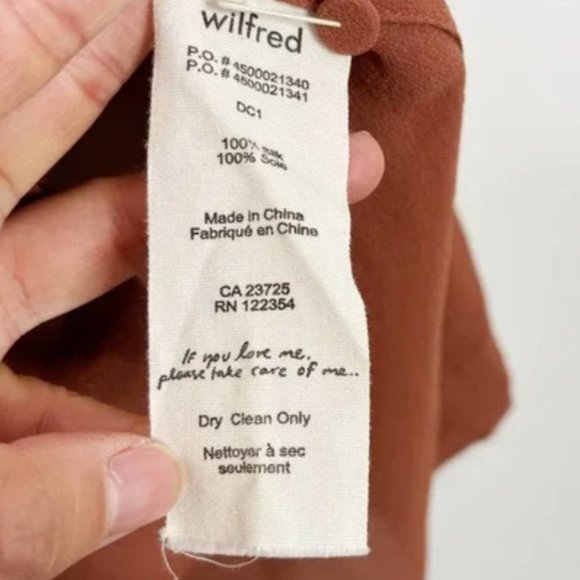 wilfred
P.O. # 4500021340
P.O. # 4500021341
DC1
100% Silk
100% Soie
Made in China
Fabriqué en Chine
CA 23725
RN 122354
If you love me,
please take care of me..
Dry Clean Only
Nettoyer à sec
seulement